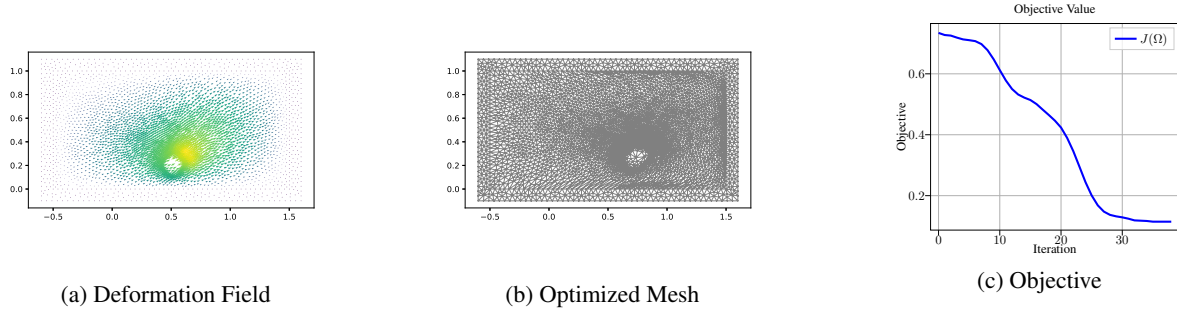 1.0
0.8
0.6
0.4
0.2
0.0
−0.5 0.0 0.5 1.0 1.5
(a) Deformation Field
1.0
0.8
0.6
0.4
0.2
0.0
−0.5 0.0 0.5 1.0 1.5
(b) Optimized Mesh
Objective Value
J(Ω)
Objective
0.6
0.4
0.2
0 10 20 30
Iteration
(c) Objective